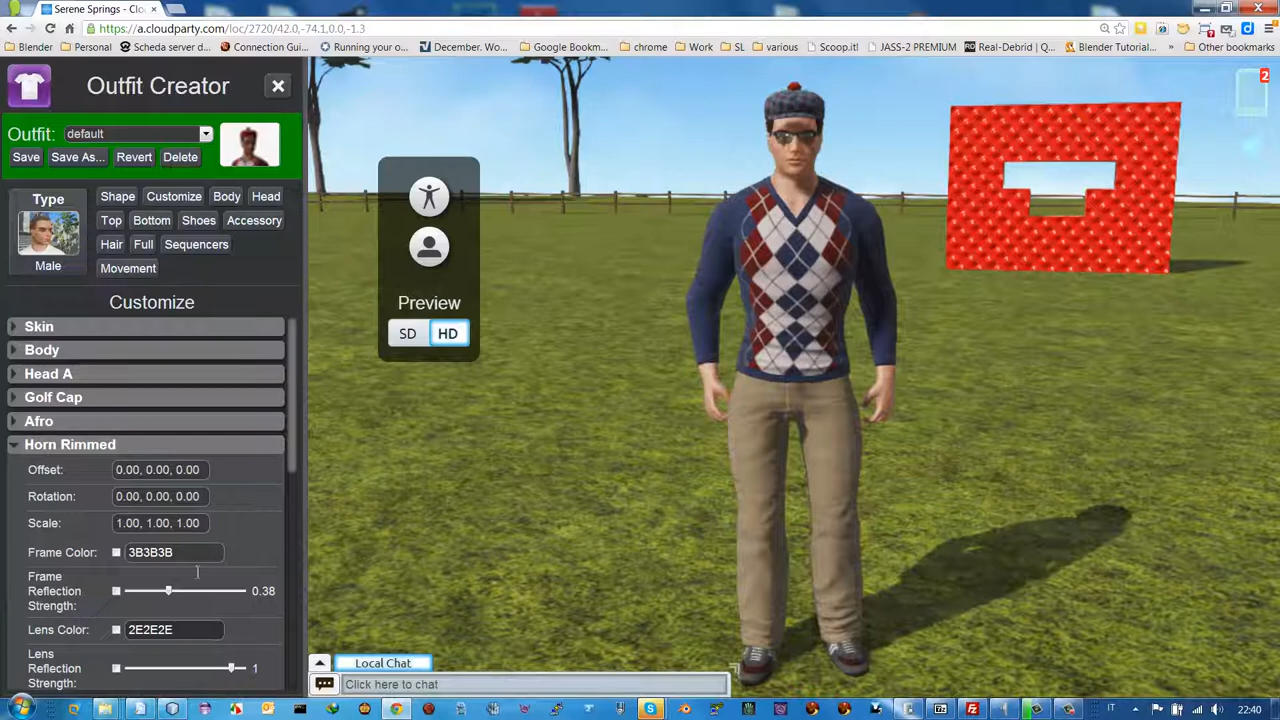 Serene Springs - Clo
https://a.cloudparty.com/loc/2720/42.0,-74.1,0.0,-1.3
Blender Personal Scheda server d Connection Gui... Running your o... December. Wo... Google Bookm... chrome Work SL various Scoop.it! JASS-2 PREMIUM Real-Debrid | Q... Blender Tutorial... » Other bookmarks
Outfit Creator
2
Outfit: default
Save Save As... Revert Delete
Type
Male
Shape Customize Body Head
Top Bottom Shoes Accessory
Hair Full Sequencers
Movement
Preview
SD HD
Customize
Skin
Body
Head A
Golf Cap
Afro
Horn Rimmed
Offset: 0.00, 0.00, 0.00
Rotation: 0.00, 0.00, 0.00
Scale: 1.00, 1.00, 1.00
Frame Color: 3B3B3B
Frame
Reflection
Strength: 0.38
Lens Color: 2E2E2E
Lens
Reflection
Strength: 1
Local Chat
Click here to chat
IT 22:40